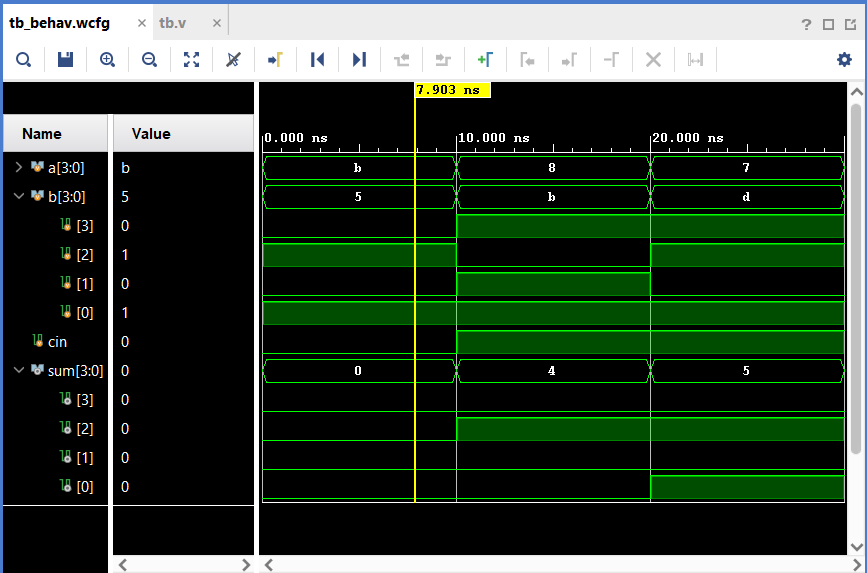 tb_behav.wcfg × tb.v ×
?
7.903 ns
Name Value
0.000 ns 10.000 ns 20.000 ns
a[3:0] b b 8 7
b[3:0] 5 5 b d
[3] 0
[2] 1
[1] 0
[0] 1
cin 0
sum[3:0] 0 0 4 5
[3] 0
[2] 0
[1] 0
[0] 0